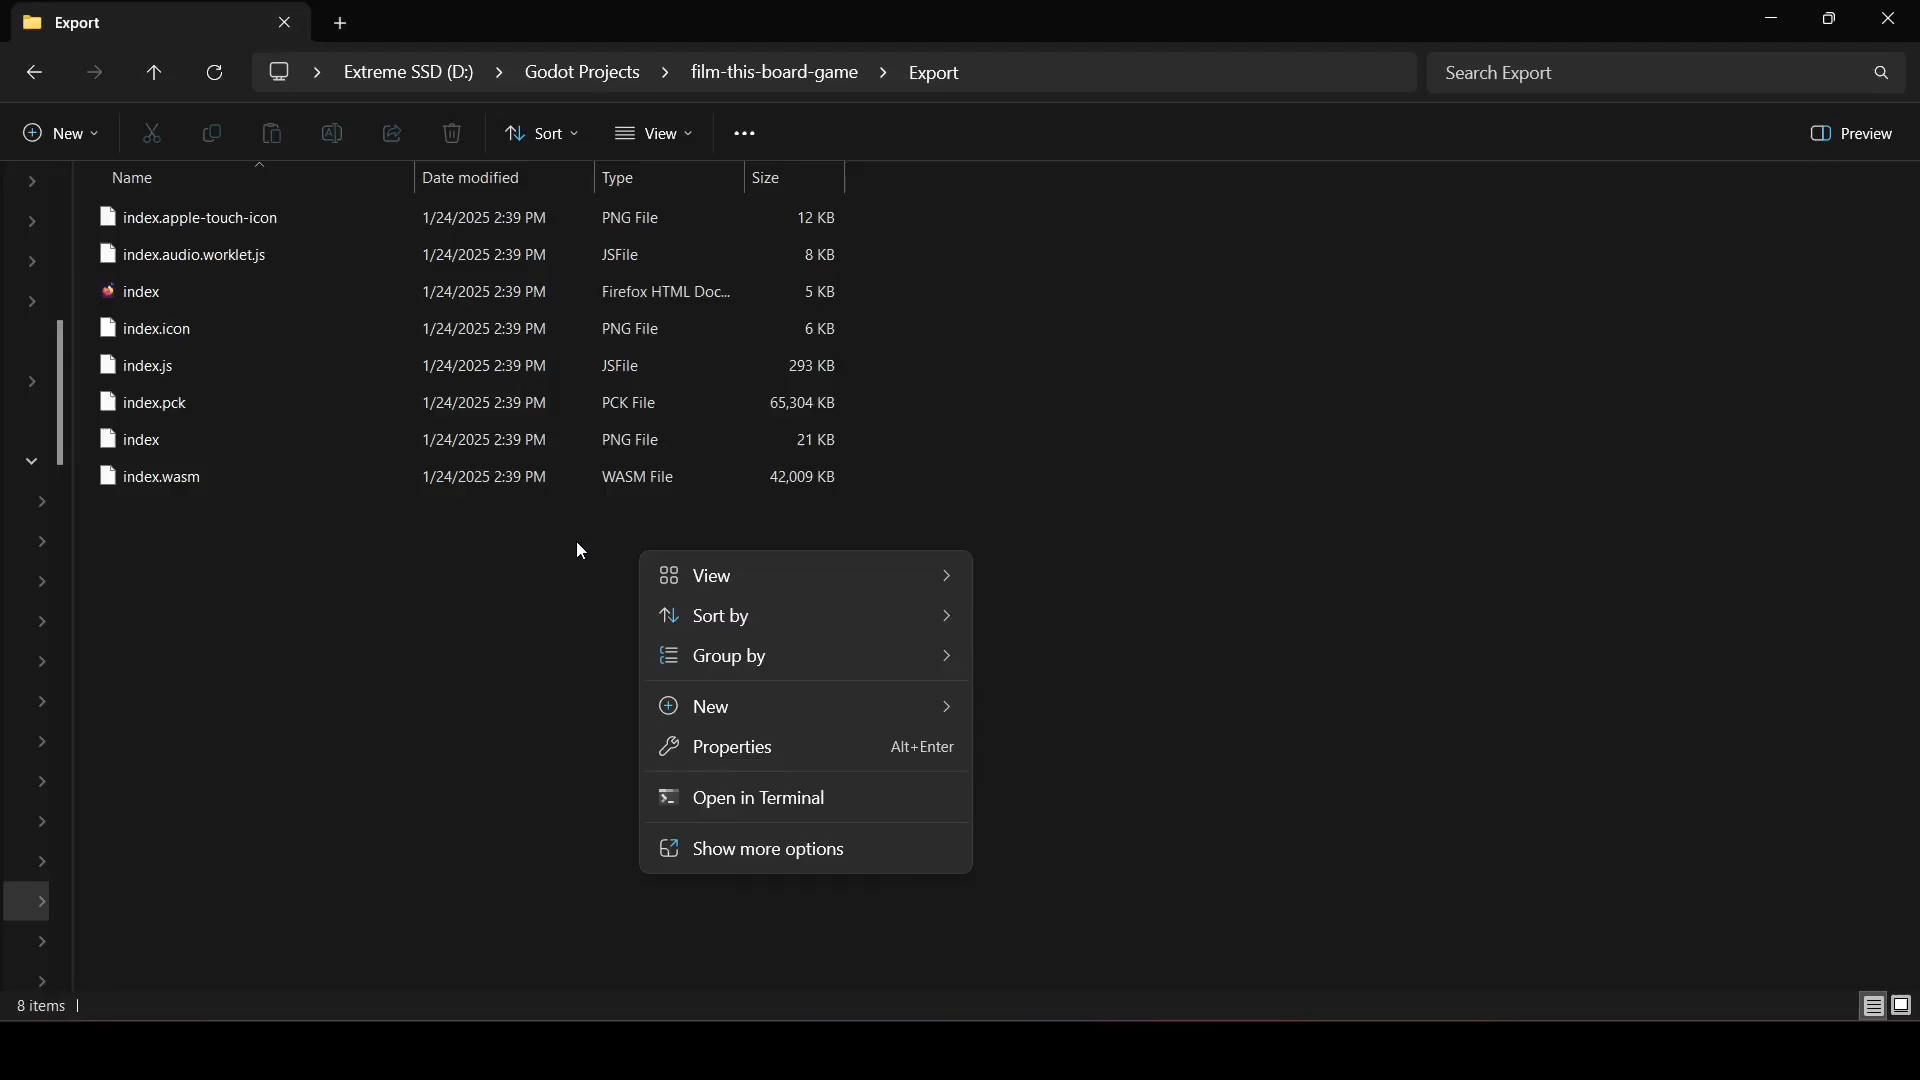 Export
Extreme SSD (D:) Godot Projects film-this-board-game Export
Search Export
New Sort View Preview
Name Date modified Type Size
index.apple-touch-icon 1/24/2025 2:39 PM PNG File 12 KB
index.audio.worklet.js 1/24/2025 2:39 PM JSFile 8 KB
index 1/24/2025 2:39 PM Firefox HTML Doc... 5 KB
index.icon 1/24/2025 2:39 PM PNG File 6 KB
index.js 1/24/2025 2:39 PM JSFile 293 KB
index.pck 1/24/2025 2:39 PM PCK File 65,304 KB
index 1/24/2025 2:39 PM PNG File 21 KB
index.wasm 1/24/2025 2:39 PM WASM File 42,009 KB
View
Sort by
Group by
New
Properties Alt+Enter
Open in Terminal
Show more options
8 items